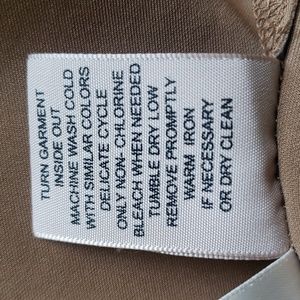 TURN GARMENT
INSIDE OUT
MACHINE WASH COLD
WITH SIMILAR COLORS
DELICATE CYCLE
ONLY NON- CHLORINE
BLEACH WHEN NEEDED
TUMBLE DRY LOW
REMOVE PROMPTLY
WARM IRON
IF NECESSARY
OR DRY CLEAN